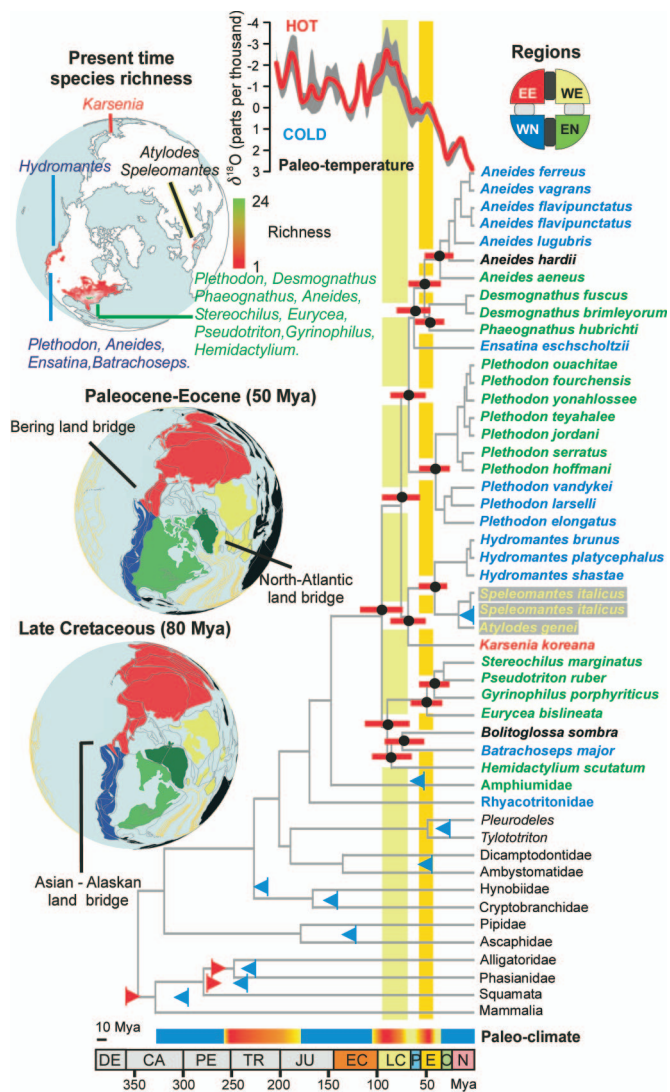 Present time
species richness
Karsenia
Hydromantes
Atylodes
Speleomantes
24
Richness
1
Plethodon, Desmognathus
Phaeognathus, Aneides,
Stereochilus, Eurycea,
Pseudotriton,Gyrinophilus,
Hemidactylium.
Plethodon, Aneides,
Ensatina,Batrachoseps.
δ18O (parts per thousand)
-4
-3
-2
-1
0
1
2
3
HOT
COLD
Paleo-temperature
Regions
EE
WE
WN
EN
Paleocene-Eocene (50 Mya)
Bering land bridge
North-Atlantic
land bridge
Late Cretaceous (80 Mya)
Asian - Alaskan
land bridge
Aneides ferreus
Aneides vagrans
Aneides flavipunctatus
Aneides flavipunctatus
Aneides lugubris
Aneides hardii
Aneides aeneus
Desmognathus fuscus
Desmognathus brimleyorum
Phaeognathus hubrichti
Ensatina eschscholtzii
Plethodon ouachitae
Plethodon fourchensis
Plethodon yonahlossee
Plethodon teyahalee
Plethodon jordani
Plethodon serratus
Plethodon hoffmani
Plethodon vandykei
Plethodon larselli
Plethodon elongatus
Hydromantes brunus
Hydromantes platycephalus
Hydromantes shastae
Speleomantes italicus
Speleomantes italicus
Atylodes genei
Karsenia koreana
Stereochilus marginatus
Pseudotriton ruber
Gyrinophilus porphyriticus
Eurycea bislineata
Bolitoglossa sombra
Batrachoseps major
Hemidactylium scutatum
Amphiumidae
Rhyacotritonidae
Pleurodeles
Tylototriton
Dicamptodontidae
Ambystomatidae
Hynobiidae
Cryptobranchidae
Pipidae
Ascaphidae
Alligatoridae
Phasianidae
Squamata
Mammalia
10 Mya
Paleo-climate
DE CA PE TR JU EC LC P E O N
350 300 250 200 150 100 50 Mya